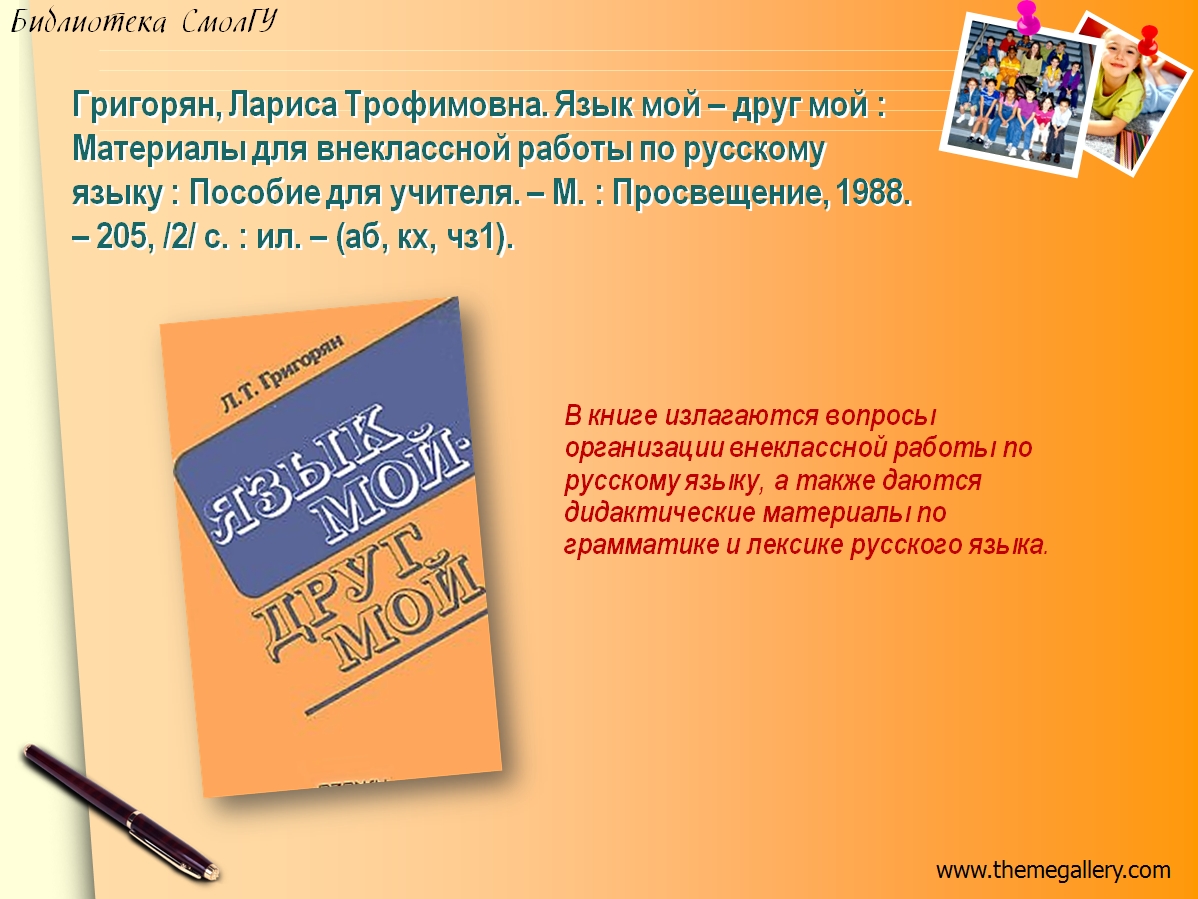 Библиотека СмолГУ
Григорян, Лариса Трофимовна. Язык мой – друг мой :
Материалы для внеклассной работы по русскому
языку : Пособие для учителя. – М. : Просвещение, 1988.
– 205, /2/ с. : ил. – (аб, кх, чз1).
Л.Т. Григорян
ЯЗЫК
МОЙ-
ДРУГ
МОЙ
В книге излагаются вопросы
организации внеклассной работы по
русскому языку, а также даются
дидактические материалы по
грамматике и лексике русского языка.
www.themegallery.com